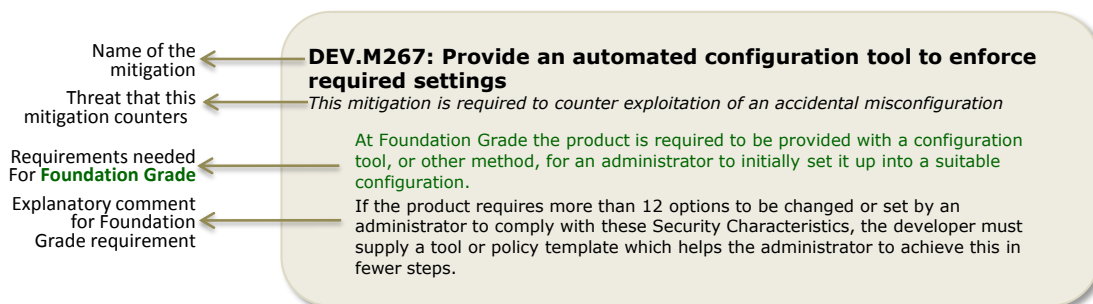 Name of the
mitigation
DEV.M267: Provide an automated configuration tool to enforce
required settings
Threat that this
mitigation counters
This mitigation is required to counter exploitation of an accidental misconfiguration
Requirements needed
For Foundation Grade
At Foundation Grade the product is required to be provided with a configuration
tool, or other method, for an administrator to initially set it up into a suitable
configuration.
Explanatory comment
for Foundation
Grade requirement
If the product requires more than 12 options to be changed or set by an
administrator to comply with these Security Characteristics, the developer must
supply a tool or policy template which helps the administrator to achieve this in
fewer steps.